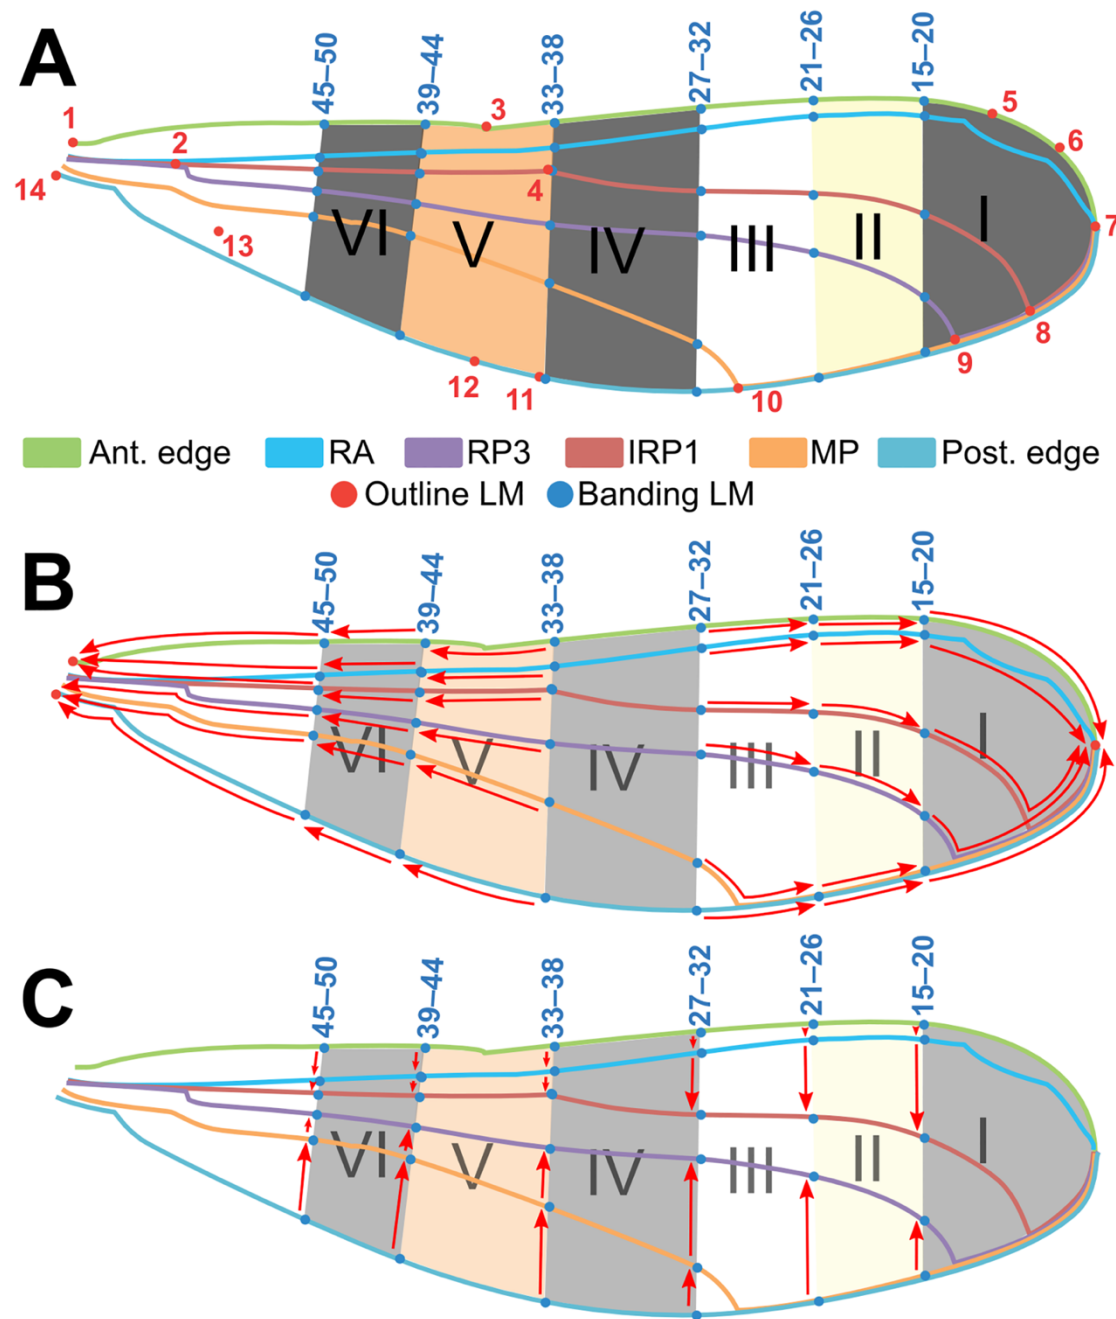 A
45–50
39–44
33–38
27–32
21–26
15–20
1
2
3
4
5
6
7
8
9
10
11
12
13
14
VI
V
IV
III
II
I
Ant. edge
RA
RP3
IRP1
MP
Post. edge
Outline LM
Banding LM
B
45–50
39–44
33–38
27–32
21–26
15–20
VI
V
IV
III
II
I
C
45–50
39–44
33–38
27–32
21–26
15–20
VI
V
IV
III
II
I